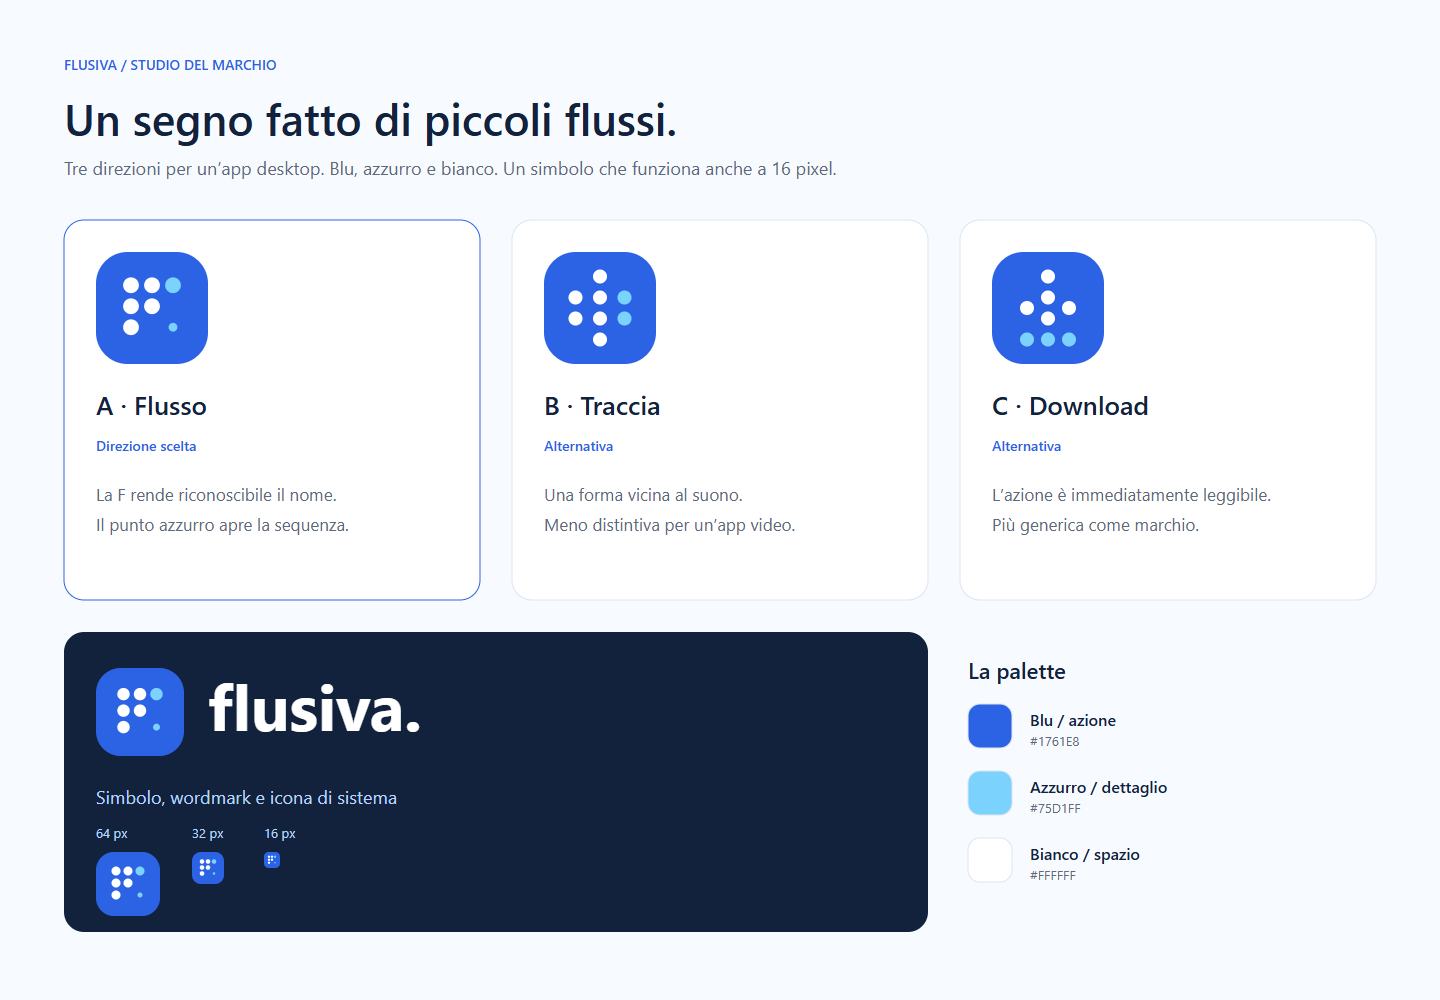 FLUSIVA / STUDIO DEL MARCHIO
Un segno fatto di piccoli flussi.
Tre direzioni per un’app desktop. Blu, azzurro e bianco. Un simbolo che funziona anche a 16 pixel.
A · Flusso
Direzione scelta
La F rende riconoscibile il nome.
Il punto azzurro apre la sequenza.
B · Traccia
Alternativa
Una forma vicina al suono.
Meno distintiva per un’app video.
C · Download
Alternativa
L’azione è immediatamente leggibile.
Più generica come marchio.
flusiva.
Simbolo, wordmark e icona di sistema
64 px
32 px
16 px
La palette
Blu / azione
#1761E8
Azzurro / dettaglio
#75D1FF
Bianco / spazio
#FFFFFF